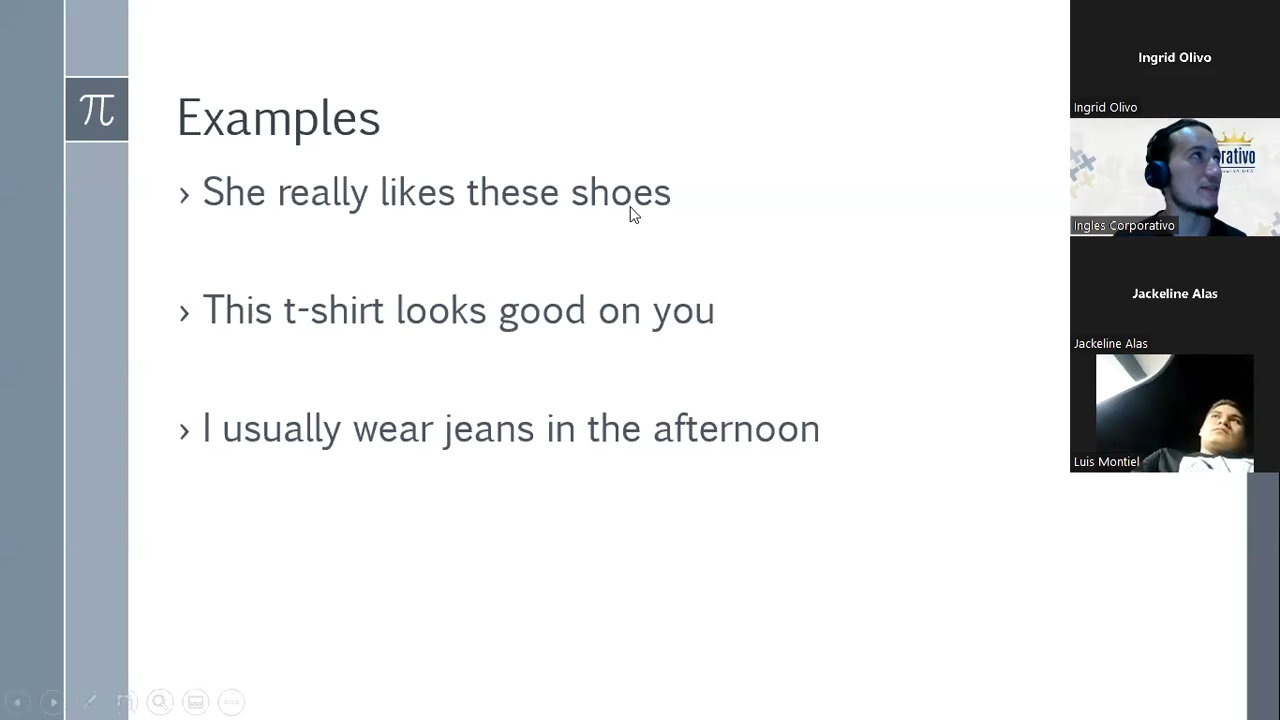 π
Examples
› She really likes these shoes
› This t-shirt looks good on you
› I usually wear jeans in the afternoon
Ingrid Olivo
Ingrid Olivo
rativo
Ingles Corporativo
Jackeline Alas
Jackeline Alas
Luis Montiel